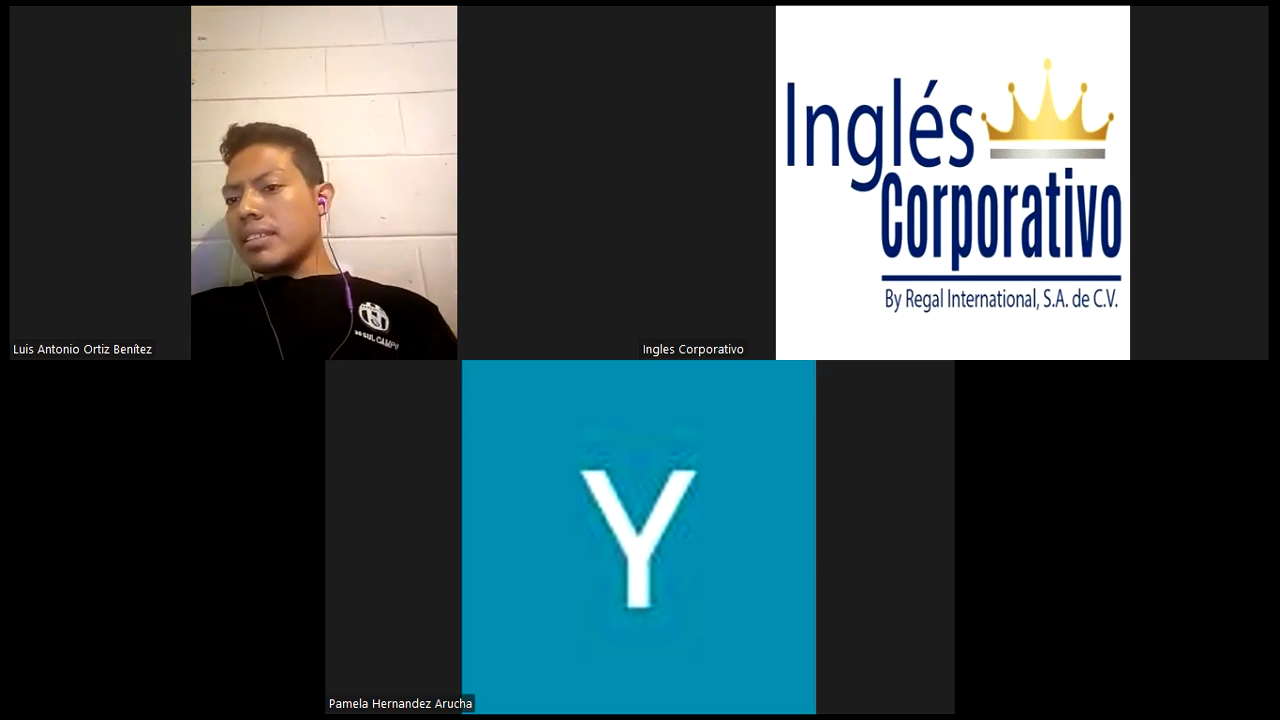 Inglés
Corporativo
By Regal International, S.A. de C.V.
Luis Antonio Ortiz Benítez
Ingles Corporativo
Y
Pamela Hernandez Arucha